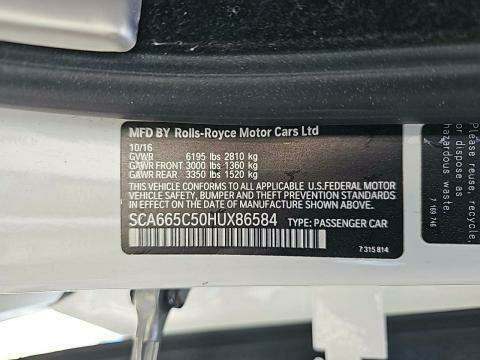 MFD BY Rolls-Royce Motor Cars Ltd
10/16
GVWR 6195 lbs 2810 kg
GAWR FRONT 3000 lbs 1360 kg
GAWR REAR 3350 lbs 1520 kg
THIS VEHICLE CONFORMS TO ALL APPLICABLE U.S.FEDERAL MOTOR
VEHICLE SAFETY, BUMPER AND THEFT PREVENTION STANDARDS
IN EFFECT ON THE DATE OF MANUFACTURE SHOWN ABOVE
SCA665C50HUX86584 TYPE: PASSENGER CAR
7 315 814
Please reuse, recycle,
hazardous waste.
7 169 746